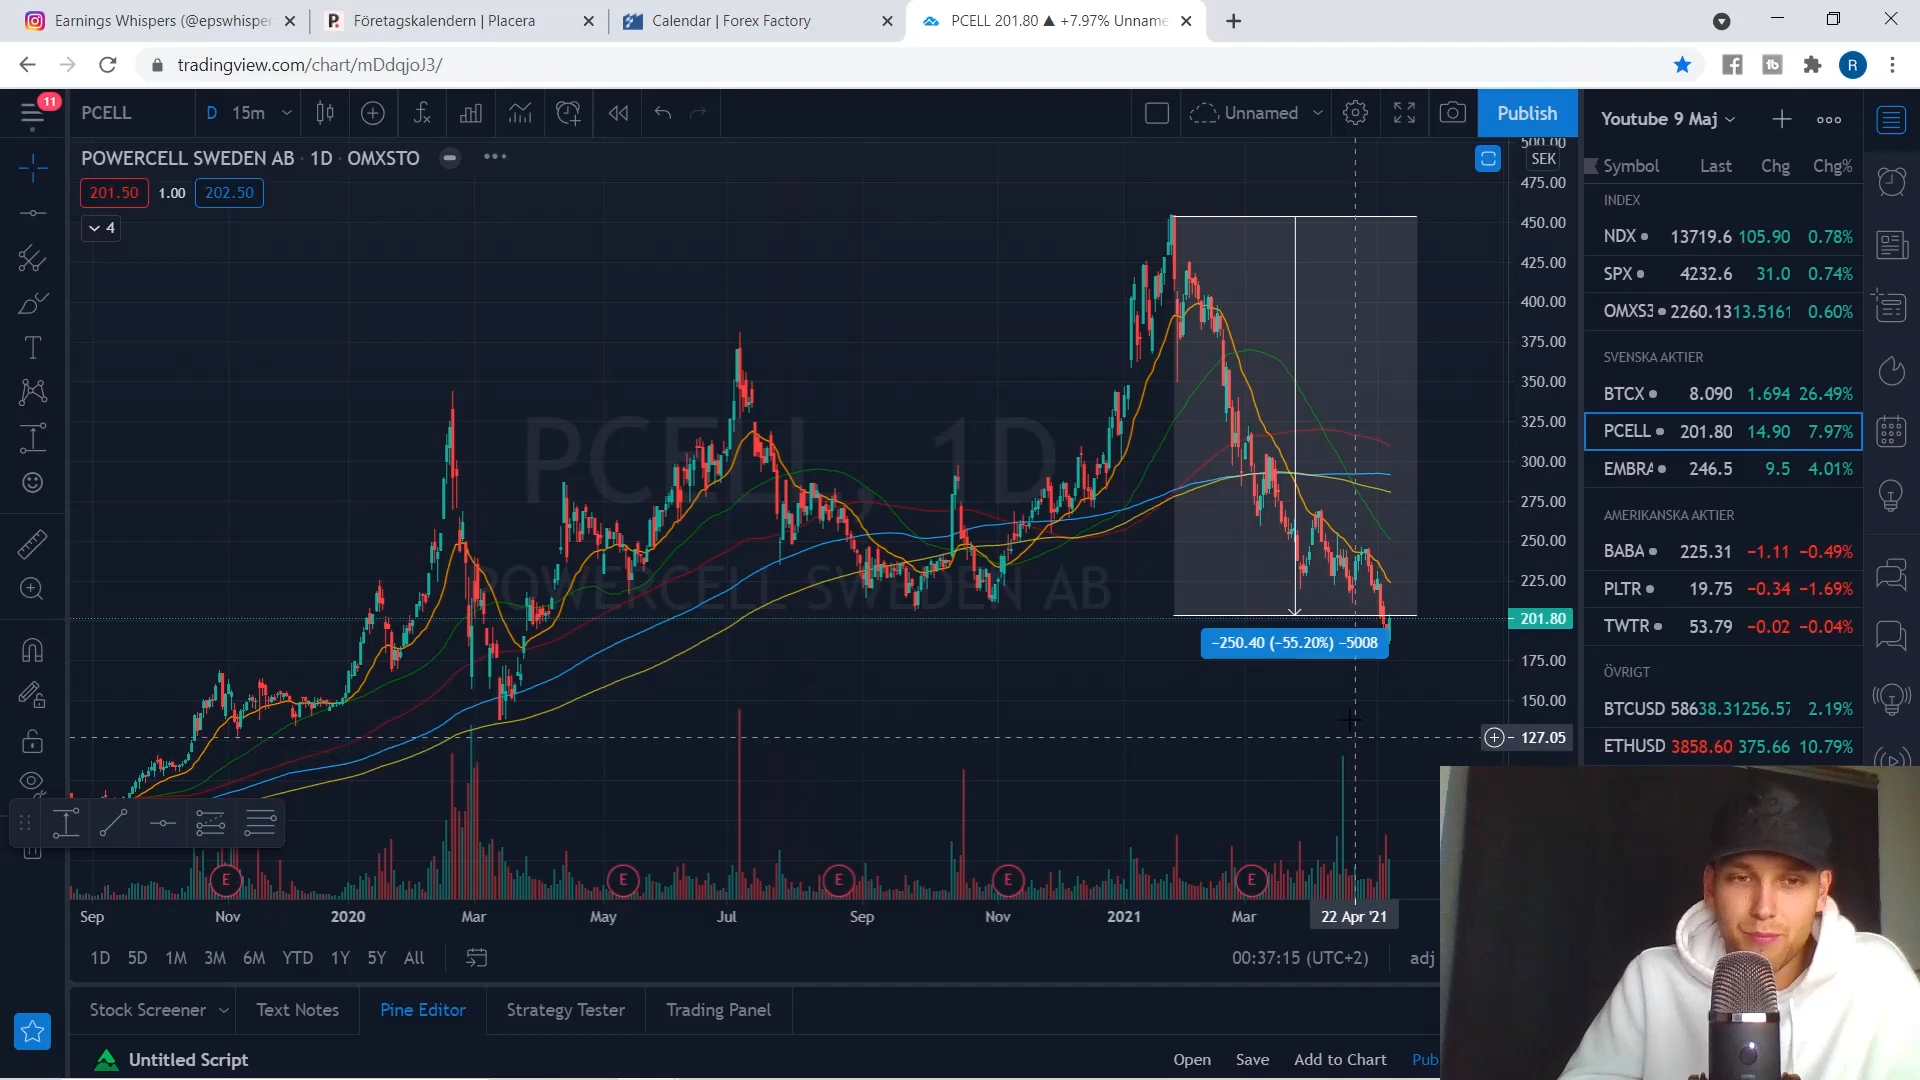 Earnings Whispers (@epswhisper
Företagskalendern | Placera
Calendar | Forex Factory
PCELL 201.80 ▲ +7.97% Unname
tradingview.com/chart/mDdqjoJ3/
R
11
PCELL
D 15m
Unnamed
Publish
Youtube 9 Maj
POWERCELL SWEDEN AB · 1D · OMXSTO
201.50 1.00 202.50
4
SEK
500.00
475.00
450.00
425.00
400.00
375.00
350.00
325.00
300.00
275.00
250.00
225.00
201.80
175.00
150.00
127.05
PCELL, 1D
POWERCELL SWEDEN AB
−250.40 (−55.20%) −5008
E E E E E
Sep Nov 2020 Mar May Jul Sep Nov 2021 Mar 22 Apr '21
1D 5D 1M 3M 6M YTD 1Y 5Y All
00:37:15 (UTC+2) adj
Stock Screener Text Notes Pine Editor Strategy Tester Trading Panel
Untitled Script
Open Save Add to Chart Pub
Symbol Last Chg Chg%
INDEX
NDX 13719.6 105.90 0.78%
SPX 4232.6 31.0 0.74%
OMXS3 2260.13 13.5161 0.60%
SVENSKA AKTIER
BTCX 8.090 1.694 26.49%
PCELL 201.80 14.90 7.97%
EMBRA 246.5 9.5 4.01%
AMERIKANSKA AKTIER
BABA 225.31 −1.11 −0.49%
PLTR 19.75 −0.34 −1.69%
TWTR 53.79 −0.02 −0.04%
ÖVRIGT
BTCUSD 58638.31 1256.57 2.19%
ETHUSD 3858.60 375.66 10.79%